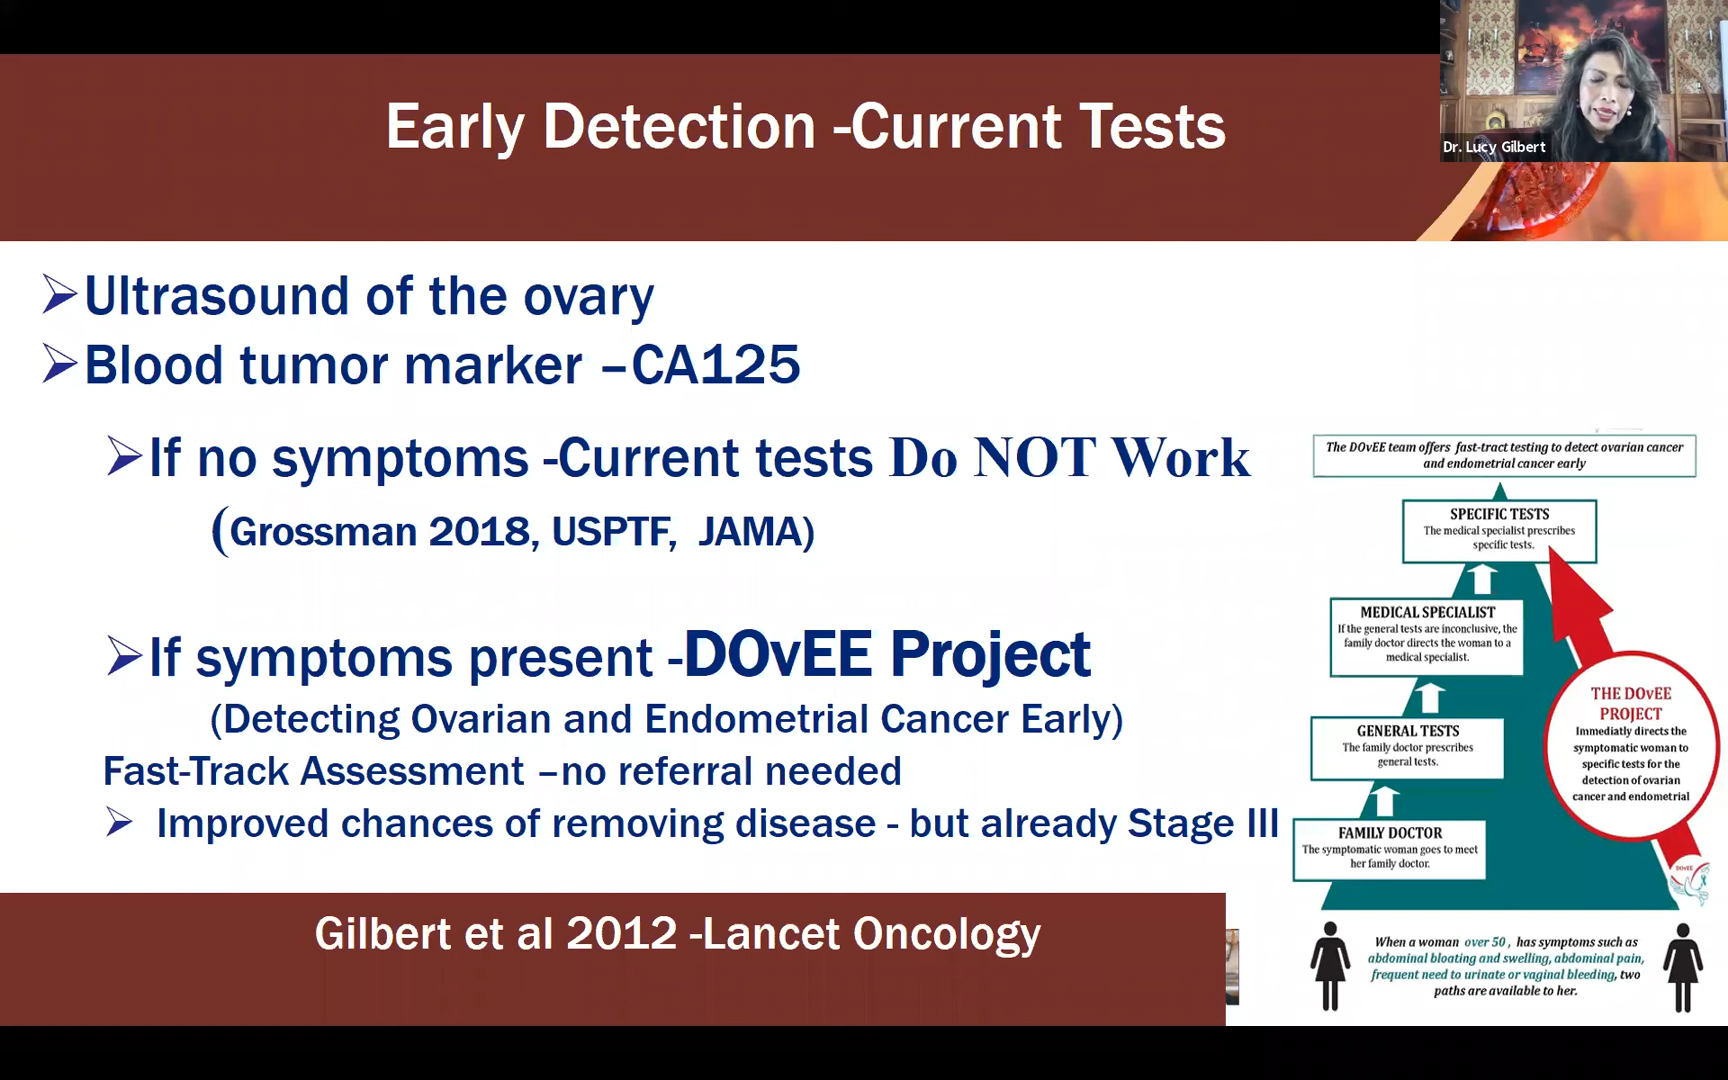 Early Detection -Current Tests
Dr. Lucy Gilbert
➢Ultrasound of the ovary
➢Blood tumor marker –CA125
➢If no symptoms -Current tests Do NOT Work
(Grossman 2018, USPTF, JAMA)
➢If symptoms present -DOvEE Project
(Detecting Ovarian and Endometrial Cancer Early)
Fast-Track Assessment –no referral needed
➢ Improved chances of removing disease - but already Stage III
Gilbert et al 2012 -Lancet Oncology
The DOvEE team offers fast-tract testing to detect ovarian cancer
and endometrial cancer early
SPECIFIC TESTS
The medical specialist prescribes
specific tests.
MEDICAL SPECIALIST
If the general tests are inconclusive, the
family doctor directs the woman to a
medical specialist.
GENERAL TESTS
The family doctor prescribes
general tests.
FAMILY DOCTOR
The symptomatic woman goes to meet
her family doctor.
THE DOvEE
PROJECT
Immediatly directs the
symptomatic woman to
specific tests for the
detection of ovarian
cancer and endometrial
DOvEE
When a woman over 50 , has symptoms such as
abdominal bloating and swelling, abdominal pain,
frequent need to urinate or vaginal bleeding, two
paths are available to her.